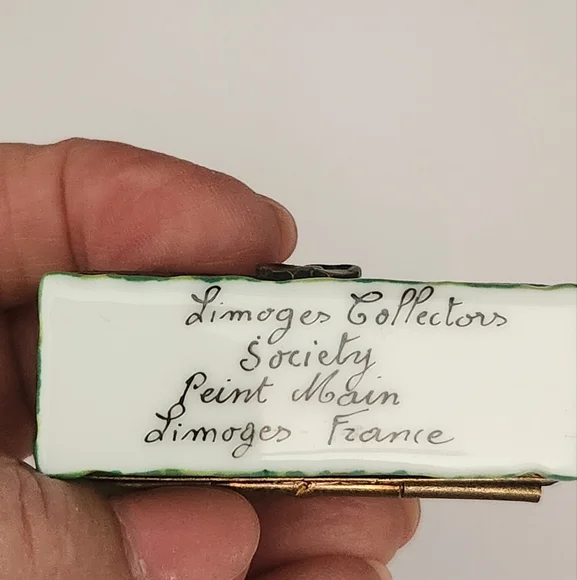 Limoges Collectors
Society
Peint Main
Limoges France